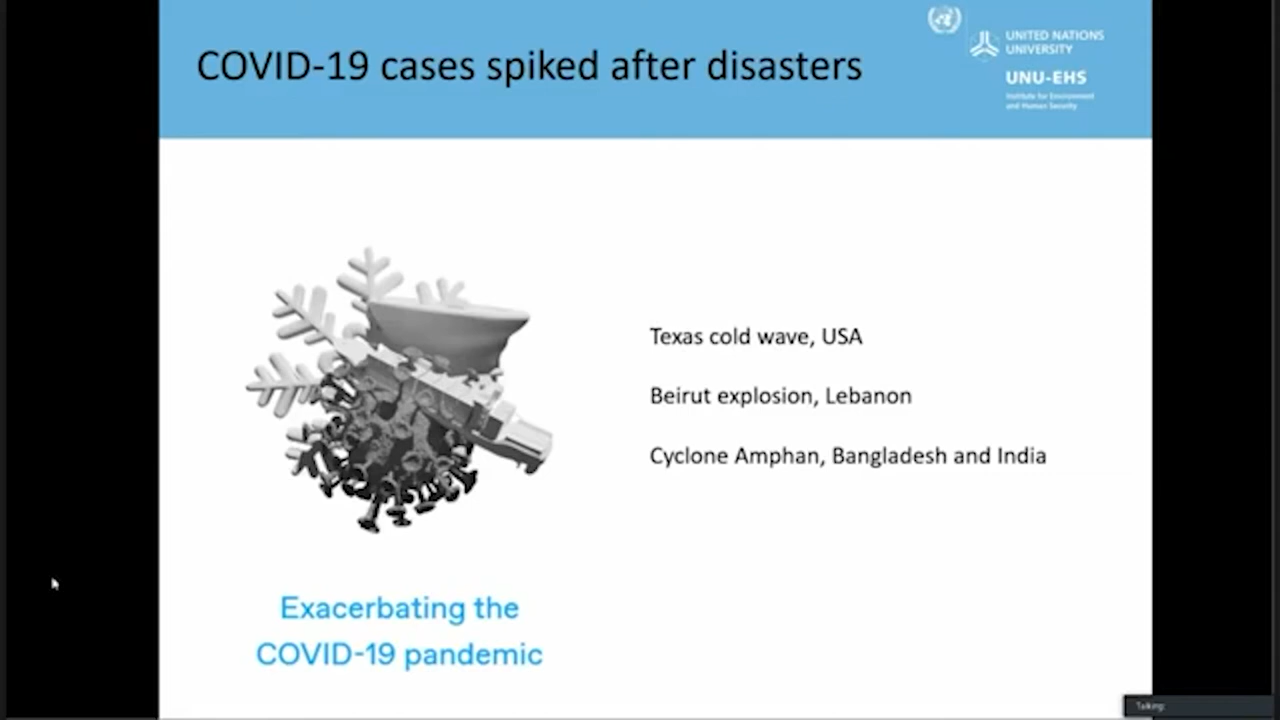 COVID-19 cases spiked after disasters
UNITED NATIONS
UNIVERSITY
UNU-EHS
Institute for Environment
and Human Security
Texas cold wave, USA
Beirut explosion, Lebanon
Cyclone Amphan, Bangladesh and India
Exacerbating the
COVID-19 pandemic
Talking: